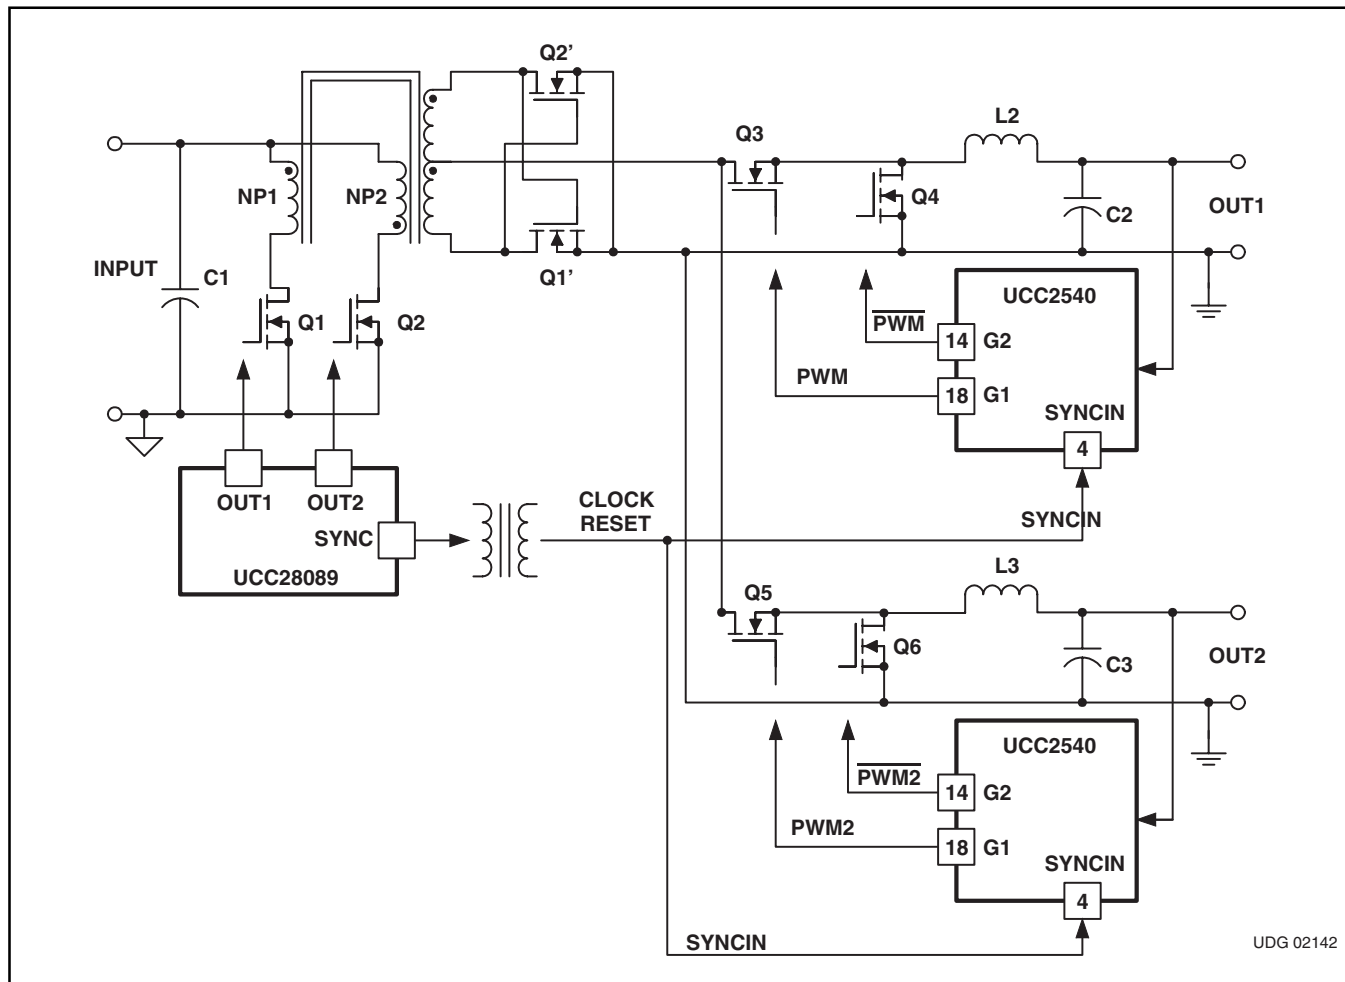 Q2’
Q3
L2
NP1
NP2
Q4
C2
OUT1
Q1’
INPUT
C1
Q1
Q2
UCC2540
PWM
14
G2
PWM
18
G1
SYNCIN
4
OUT1
OUT2
SYNC
UCC28089
CLOCK
RESET
SYNCIN
L3
Q5
Q6
C3
OUT2
UCC2540
PWM2
14
G2
PWM2
18
G1
SYNCIN
4
SYNCIN
UDG 02142